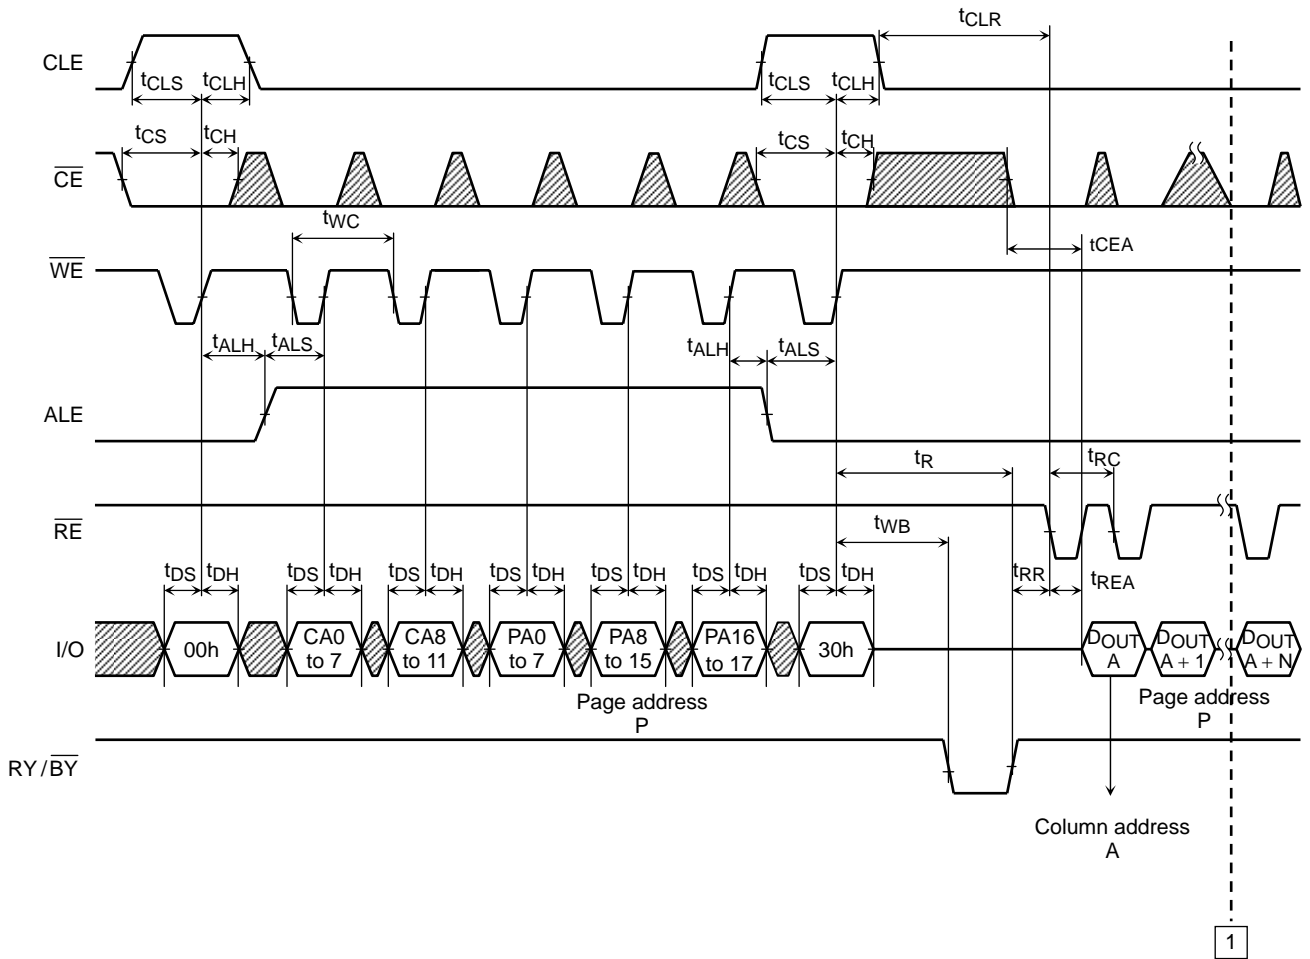 tCLR
CLE
tCLS tCLH tCLS tCLH
tCS tCH tCS tCH
CE
tWC
tCEA
WE
tALH tALS tALH tALS
ALE
tR tRC
RE
tWB
tDS tDH tDS tDH tDS tDH tDS tDH tDS tDH tDS tDH tDS tDH tRR tREA
I/O 00h CA0 to 7 CA8 to 11 PA0 to 7 PA8 to 15 PA16 to 17 30h DOUT A DOUT A + 1 DOUT A + N
Page address
P
Page address
P
RY/BY
Column address
A
1